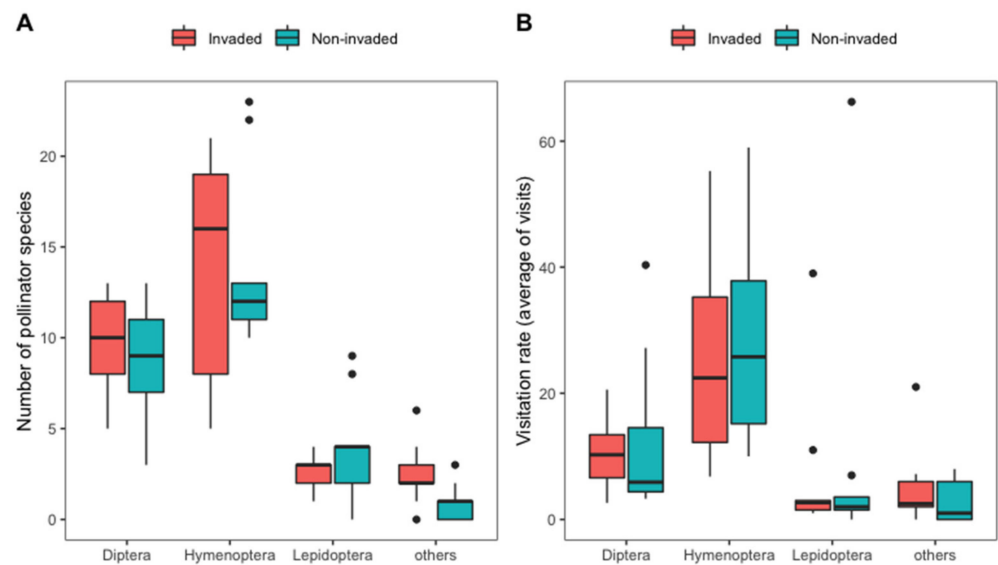 A
Invaded
Non-invaded
Number of pollinator species
20
15
10
5
0
Diptera
Hymenoptera
Lepidoptera
others
B
Invaded
Non-invaded
Visitation rate (average of visits)
60
40
20
0
Diptera
Hymenoptera
Lepidoptera
others